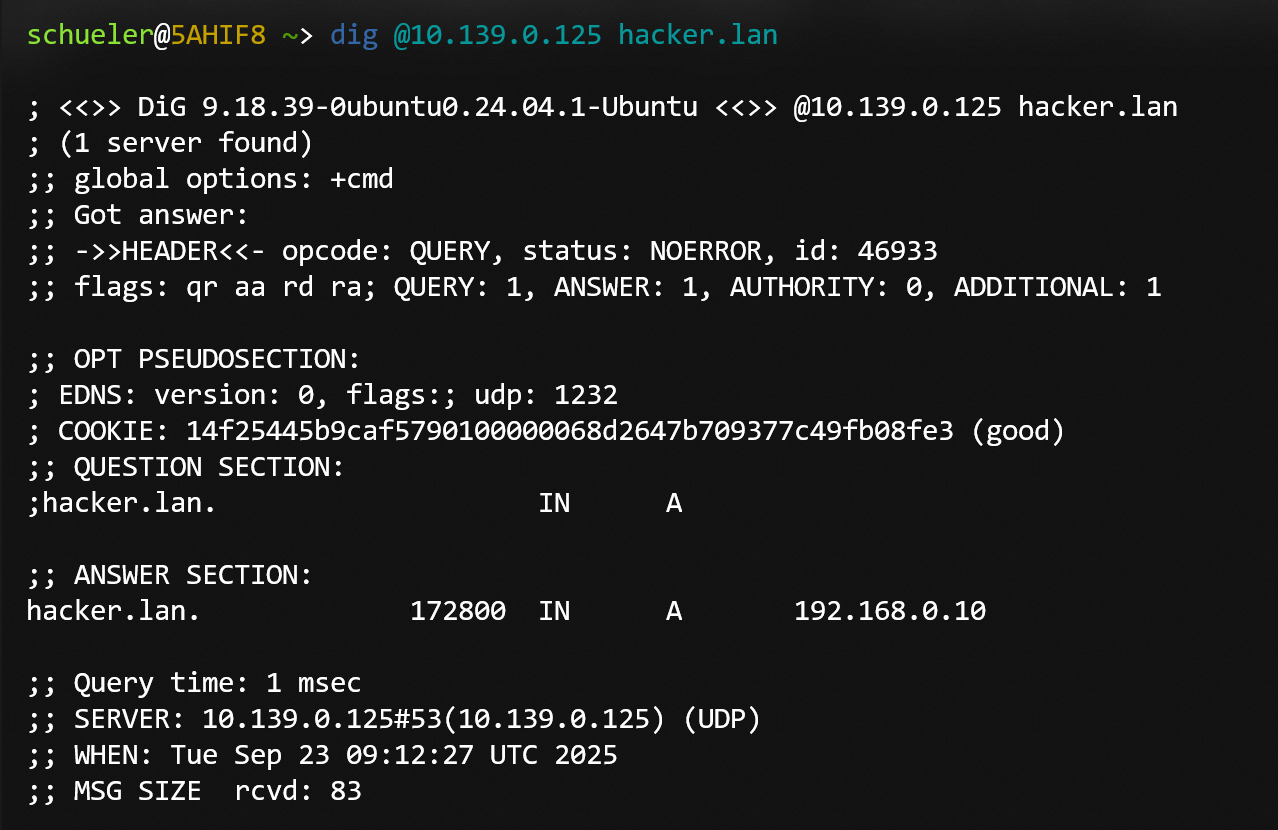 schueler@5AHIF8 ~> dig @10.139.0.125 hacker.lan
; <<>> DiG 9.18.39-0ubuntu0.24.04.1-Ubuntu <<>> @10.139.0.125 hacker.lan
; (1 server found)
;; global options: +cmd
;; Got answer:
;; ->>HEADER<<- opcode: QUERY, status: NOERROR, id: 46933
;; flags: qr aa rd ra; QUERY: 1, ANSWER: 1, AUTHORITY: 0, ADDITIONAL: 1
;; OPT PSEUDOSECTION:
; EDNS: version: 0, flags:; udp: 1232
; COOKIE: 14f25445b9caf5790100000068d2647b709377c49fb08fe3 (good)
;; QUESTION SECTION:
;hacker.lan. IN A
;; ANSWER SECTION:
hacker.lan. 172800 IN A 192.168.0.10
;; Query time: 1 msec
;; SERVER: 10.139.0.125#53(10.139.0.125) (UDP)
;; WHEN: Tue Sep 23 09:12:27 UTC 2025
;; MSG SIZE rcvd: 83